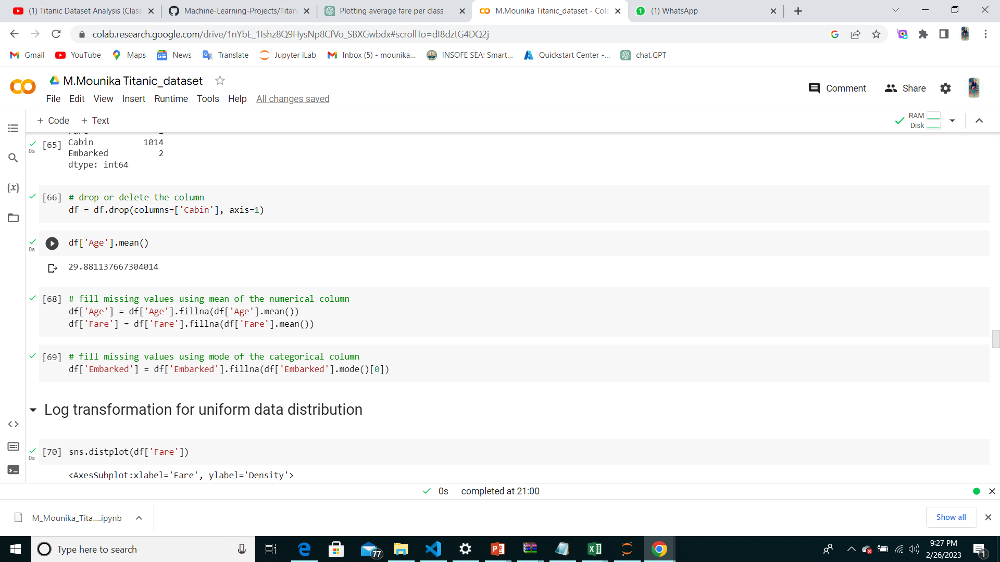 (1) Titanic Dataset Analysis (Class
Machine-Learning-Projects/Titani
Plotting average fare per class
M.Mounika Titanic_dataset - Cola
(1) WhatsApp
colab.research.google.com/drive/1nYbE_1Ishz8Q9HysNp8CfVo_SBXGwbdx#scrollTo=dI8dztG4DQ2j
Gmail
YouTube
Maps
News
Translate
Jupyter iLab
Inbox (5) - mounika...
INSOFE SEA: Smart...
Quickstart Center -...
chat.GPT
M.Mounika Titanic_dataset
Comment
Share
File Edit View Insert Runtime Tools Help All changes saved
+ Code + Text
RAM
Disk
[65] Cabin 1014
0s
Embarked 2
dtype: int64
{x}
[66] # drop or delete the column
df = df.drop(columns=['Cabin'], axis=1)
df['Age'].mean()
0s
29.881137667304014
[68] # fill missing values using mean of the numerical column
df['Age'] = df['Age'].fillna(df['Age'].mean())
df['Fare'] = df['Fare'].fillna(df['Fare'].mean())
[69] # fill missing values using mode of the categorical column
df['Embarked'] = df['Embarked'].fillna(df['Embarked'].mode()[0])
Log transformation for uniform data distribution
[70] sns.distplot(df['Fare'])
0s
<AxesSubplot:xlabel='Fare', ylabel='Density'>
0s completed at 21:00
M_Mounika_Tita....ipynb
Show all
Type here to search
77
9:27 PM
2/26/2023
1